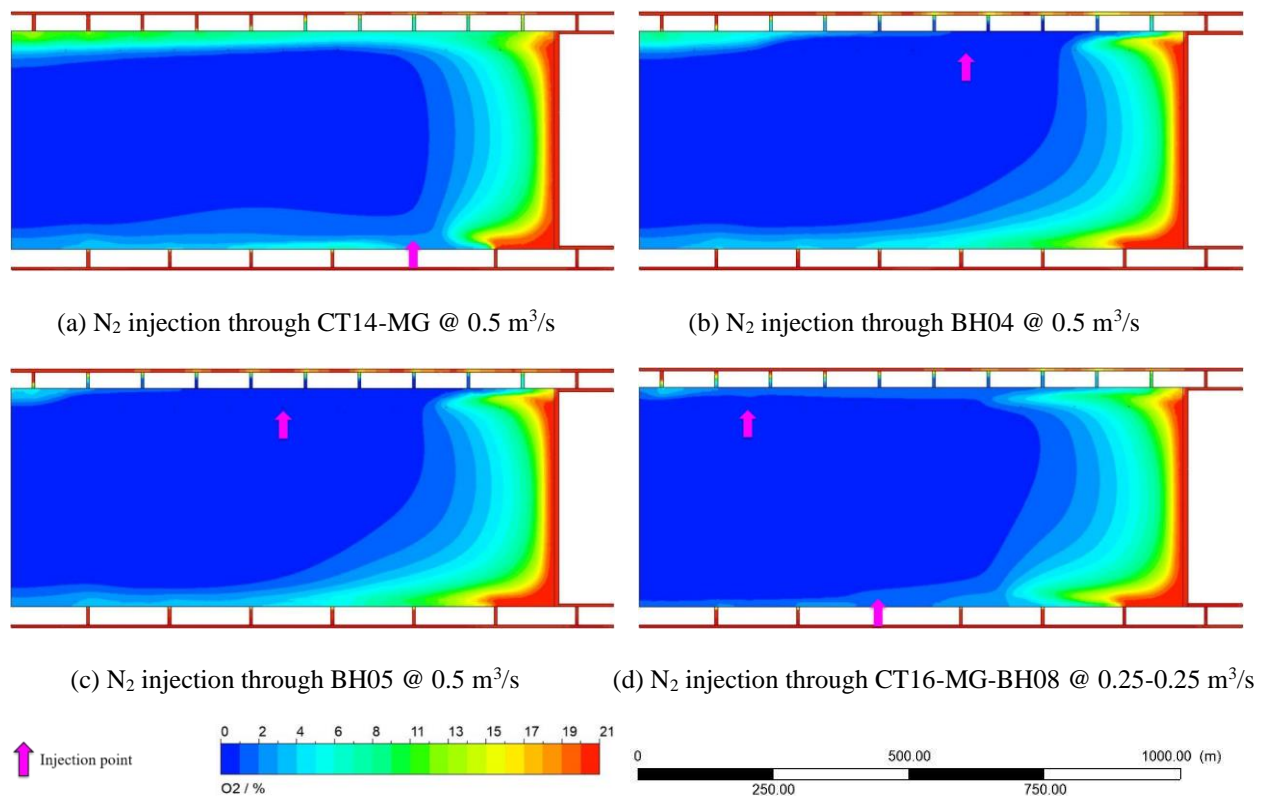 (a) N₂ injection through CT14-MG @ 0.5 m³/s
(b) N₂ injection through BH04 @ 0.5 m³/s
(c) N₂ injection through BH05 @ 0.5 m³/s
(d) N₂ injection through CT16-MG-BH08 @ 0.25-0.25 m³/s
Injection point
0 2 4 6 8 11 13 15 17 19 21
O2 / %
0 500.00 1000.00 (m)
250.00 750.00